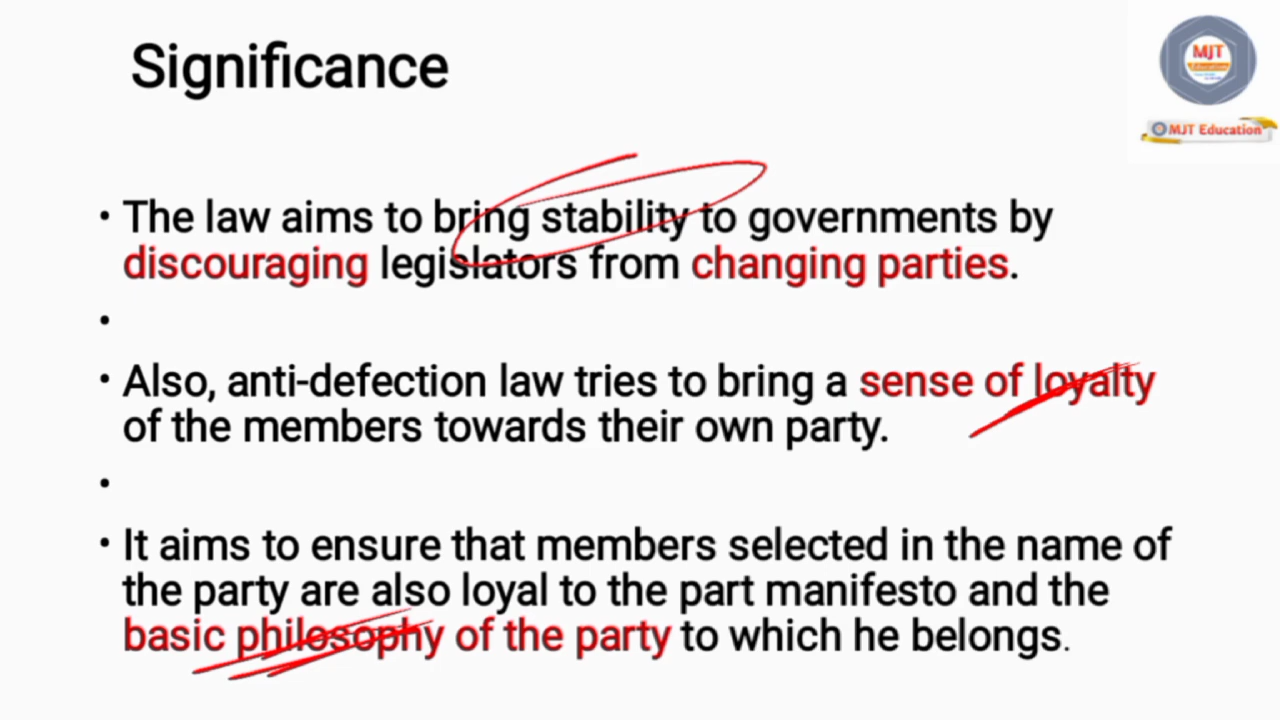 Significance
MJT
Education
MJT Education
• The law aims to bring stability to governments by
discouraging legislators from changing parties.
•
• Also, anti-defection law tries to bring a sense of loyalty
of the members towards their own party.
•
• It aims to ensure that members selected in the name of
the party are also loyal to the part manifesto and the
basic philosophy of the party to which he belongs.